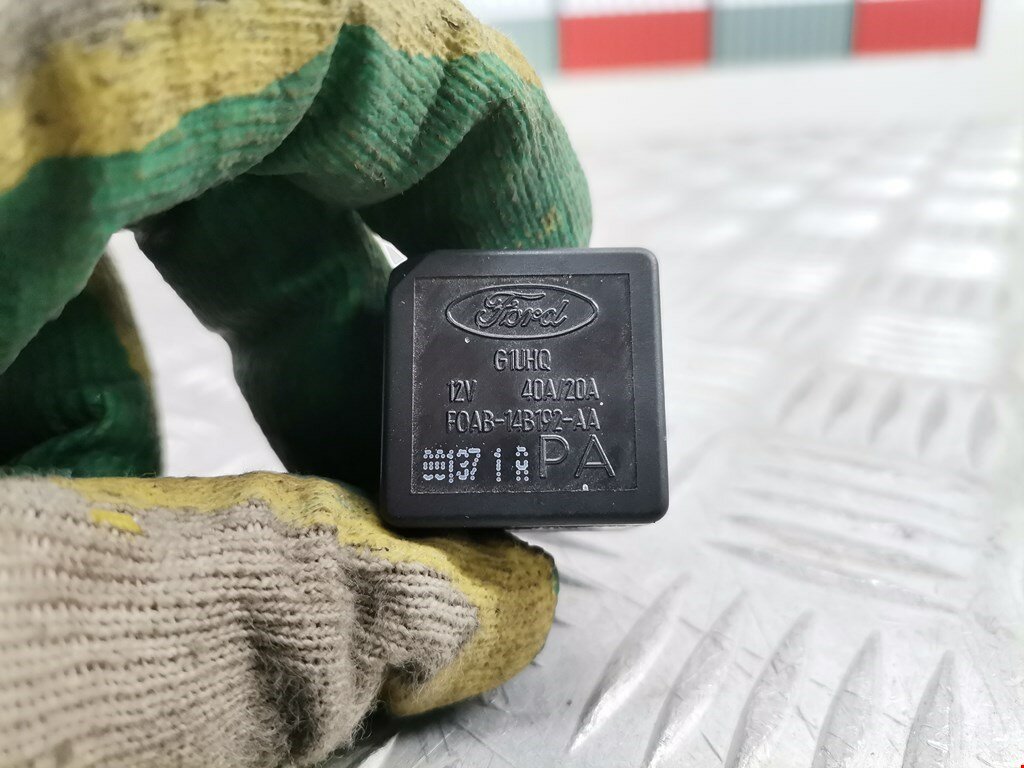 Ford
G1UHQ
12V 40A/20A
F0AB-14B192-AA
PA